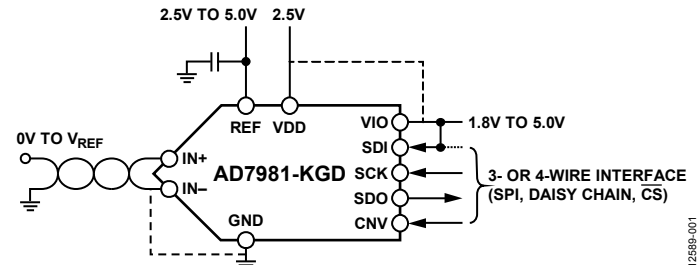 2.5V TO 5.0V 2.5V
REF VDD VIO 1.8V TO 5.0V
0V TO VREF
SDI
IN+
AD7981-KGD SCK 3- OR 4-WIRE INTERFACE
IN– SDO (SPI, DAISY CHAIN, CS)
GND CNV
12589-001